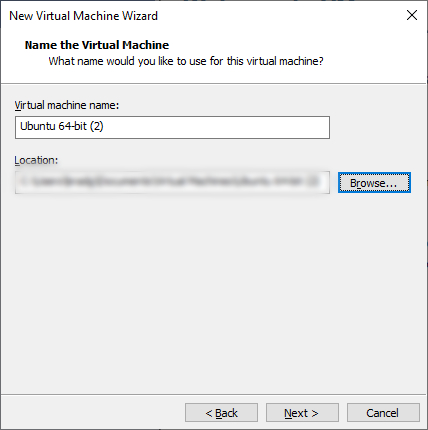 New Virtual Machine Wizard
Name the Virtual Machine
What name would you like to use for this virtual machine?
Virtual machine name:
Ubuntu 64-bit (2)
Location:
Browse...
< Back
Next >
Cancel